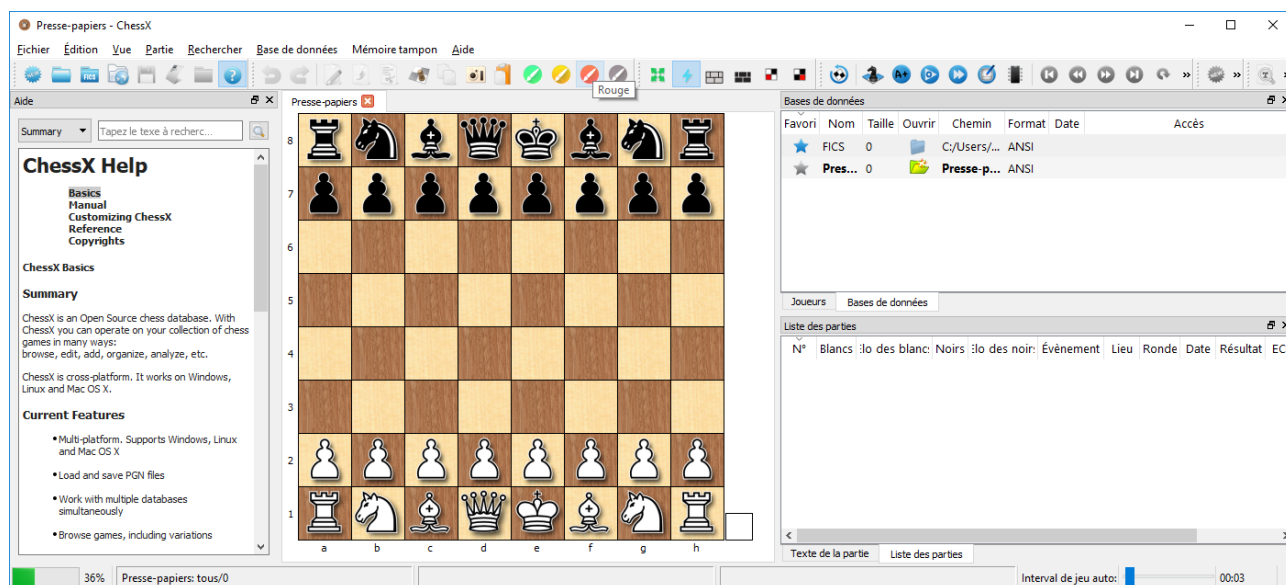 Presse-papiers - ChessX
Fichier Édition Vue Partie Rechercher Base de données Mémoire tampon Aide
FICS
A+
Rouge
Aide
Summary Tapez le texe à recherc...
ChessX Help
Basics
Manual
Customizing ChessX
Reference
Copyrights
ChessX Basics
Summary
ChessX is an Open Source chess database. With
ChessX you can operate on your collection of chess
games in many ways:
browse, edit, add, organize, analyze, etc.
ChessX is cross-platform. It works on Windows,
Linux and Mac OS X.
Current Features
•Multi-platform. Supports Windows, Linux
and Mac OS X
•Load and save PGN files
•Work with multiple databases
simultaneously
•Browse games, including variations
Presse-papiers
8
7
6
5
4
3
2
1
a b c d e f g h
Bases de données
Favori Nom Taille Ouvrir Chemin Format Date Accès
FICS 0 C:/Users/... ANSI
Pres... 0 Presse-p... ANSI
Joueurs Bases de données
Liste des parties
N° Blancs :lo des blanc: Noirs :lo des noir: Évènement Lieu Ronde Date Résultat EC
Texte de la partie Liste des parties
36% Presse-papiers: tous/0 Interval de jeu auto: 00:03